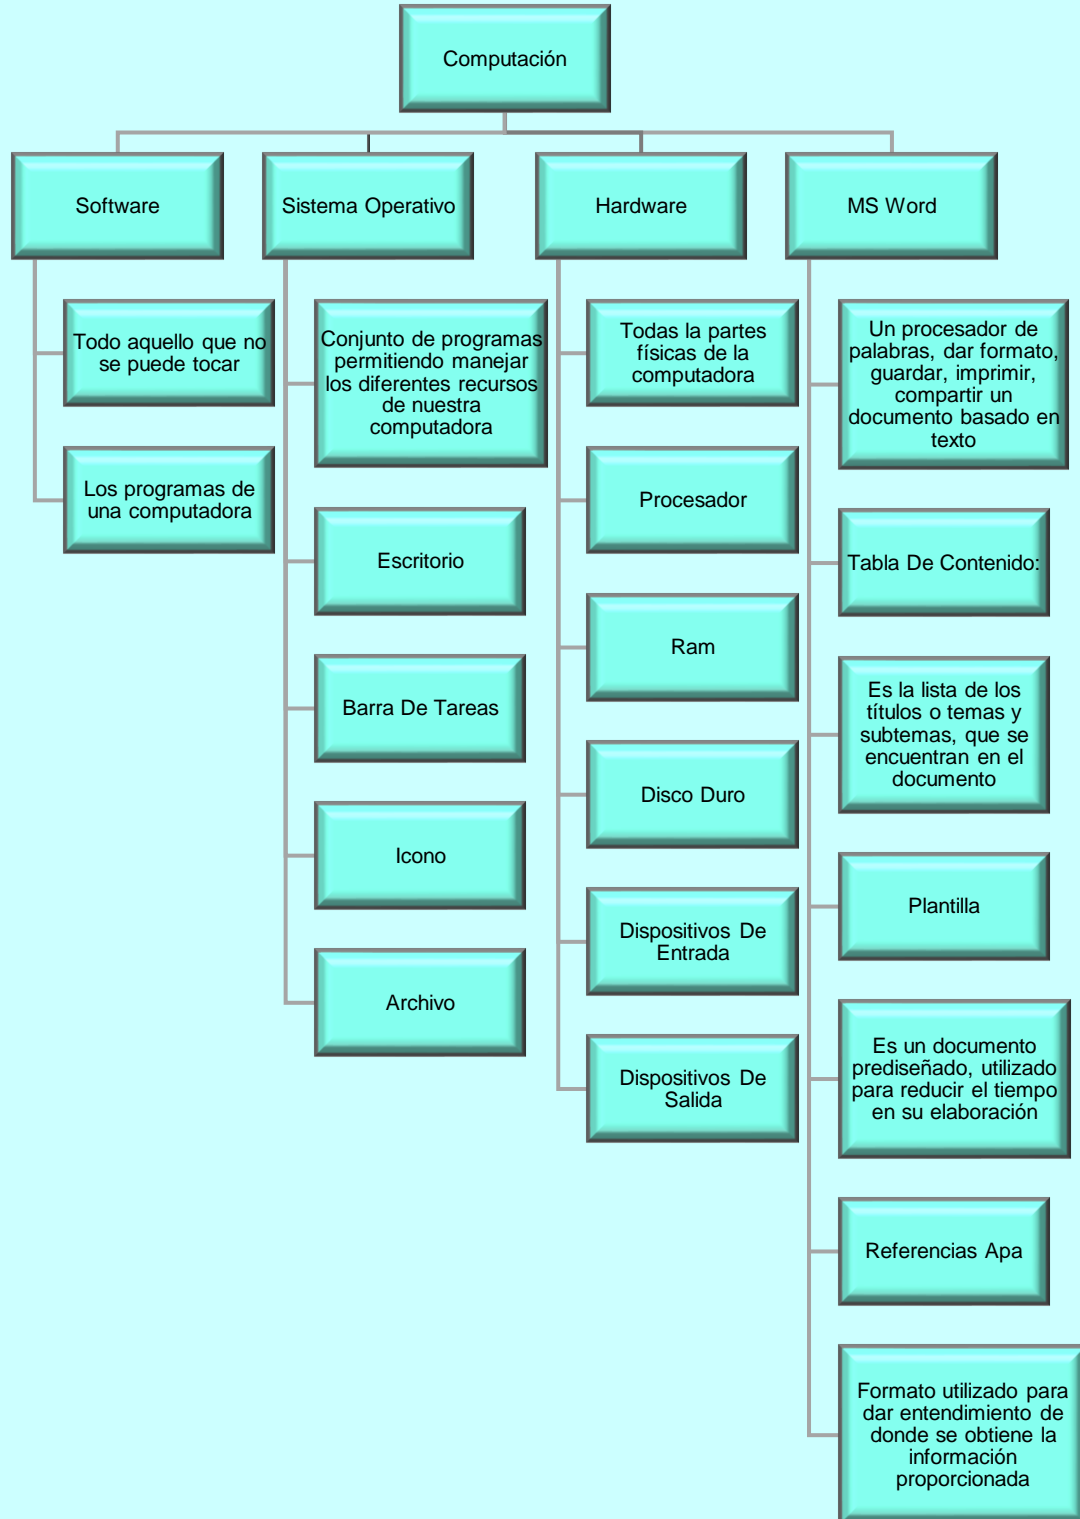 Computación
Software
Todo aquello que no
se puede tocar
Los programas de
una computadora
Sistema Operativo
Conjunto de programas
permitiendo manejar
los diferentes recursos
de nuestra
computadora
Escritorio
Barra De Tareas
Icono
Archivo
Hardware
Todas la partes
físicas de la
computadora
Procesador
Ram
Disco Duro
Dispositivos De
Entrada
Dispositivos De
Salida
MS Word
Un procesador de
palabras, dar formato,
guardar, imprimir,
compartir un
documento basado en
texto
Tabla De Contenido:
Es la lista de los
títulos o temas y
subtemas, que se
encuentran en el
documento
Plantilla
Es un documento
prediseñado, utilizado
para reducir el tiempo
en su elaboración
Referencias Apa
Formato utilizado para
dar entendimiento de
donde se obtiene la
información
proporcionada